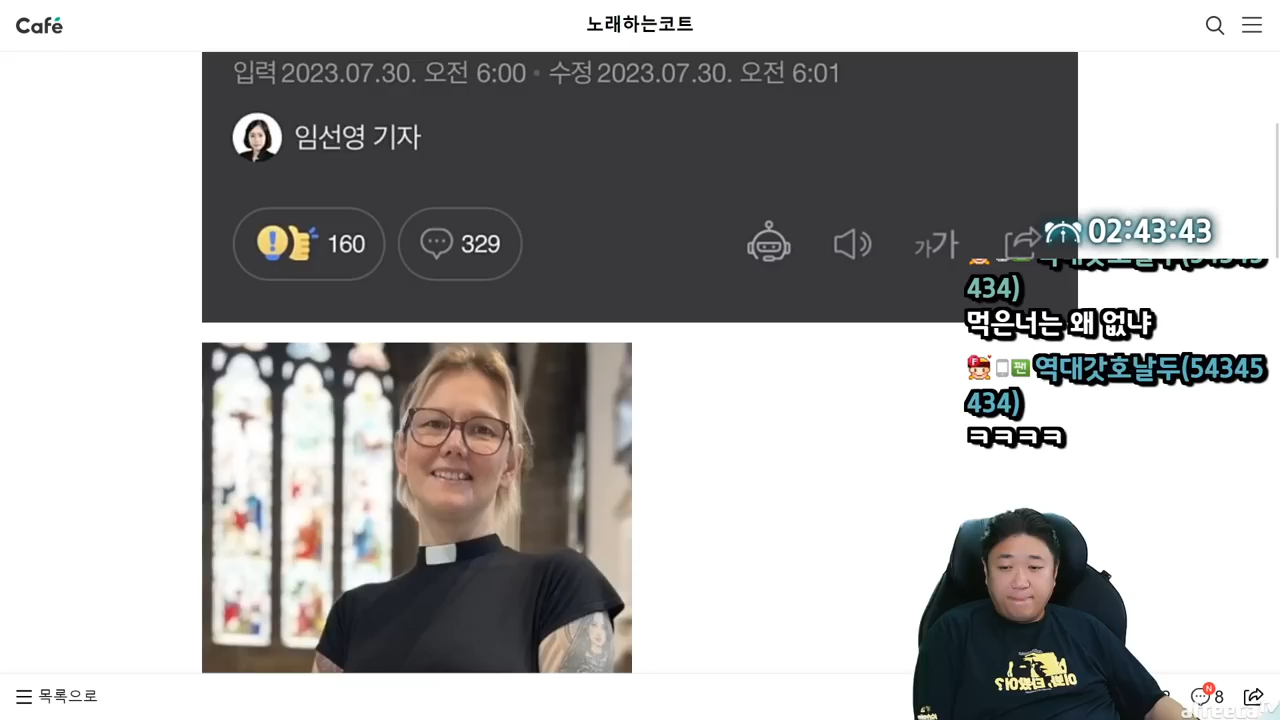 Café
노래하는코트
입력 2023.07.30. 오전 6:00 · 수정 2023.07.30. 오전 6:01
임선영 기자
160
329
가가
02:43:43
434)
먹은너는 왜 없냐
F 팬 역대갓호날두(54345
434)
ㅋㅋㅋㅋ
목록으로
N
8
afreecaTV